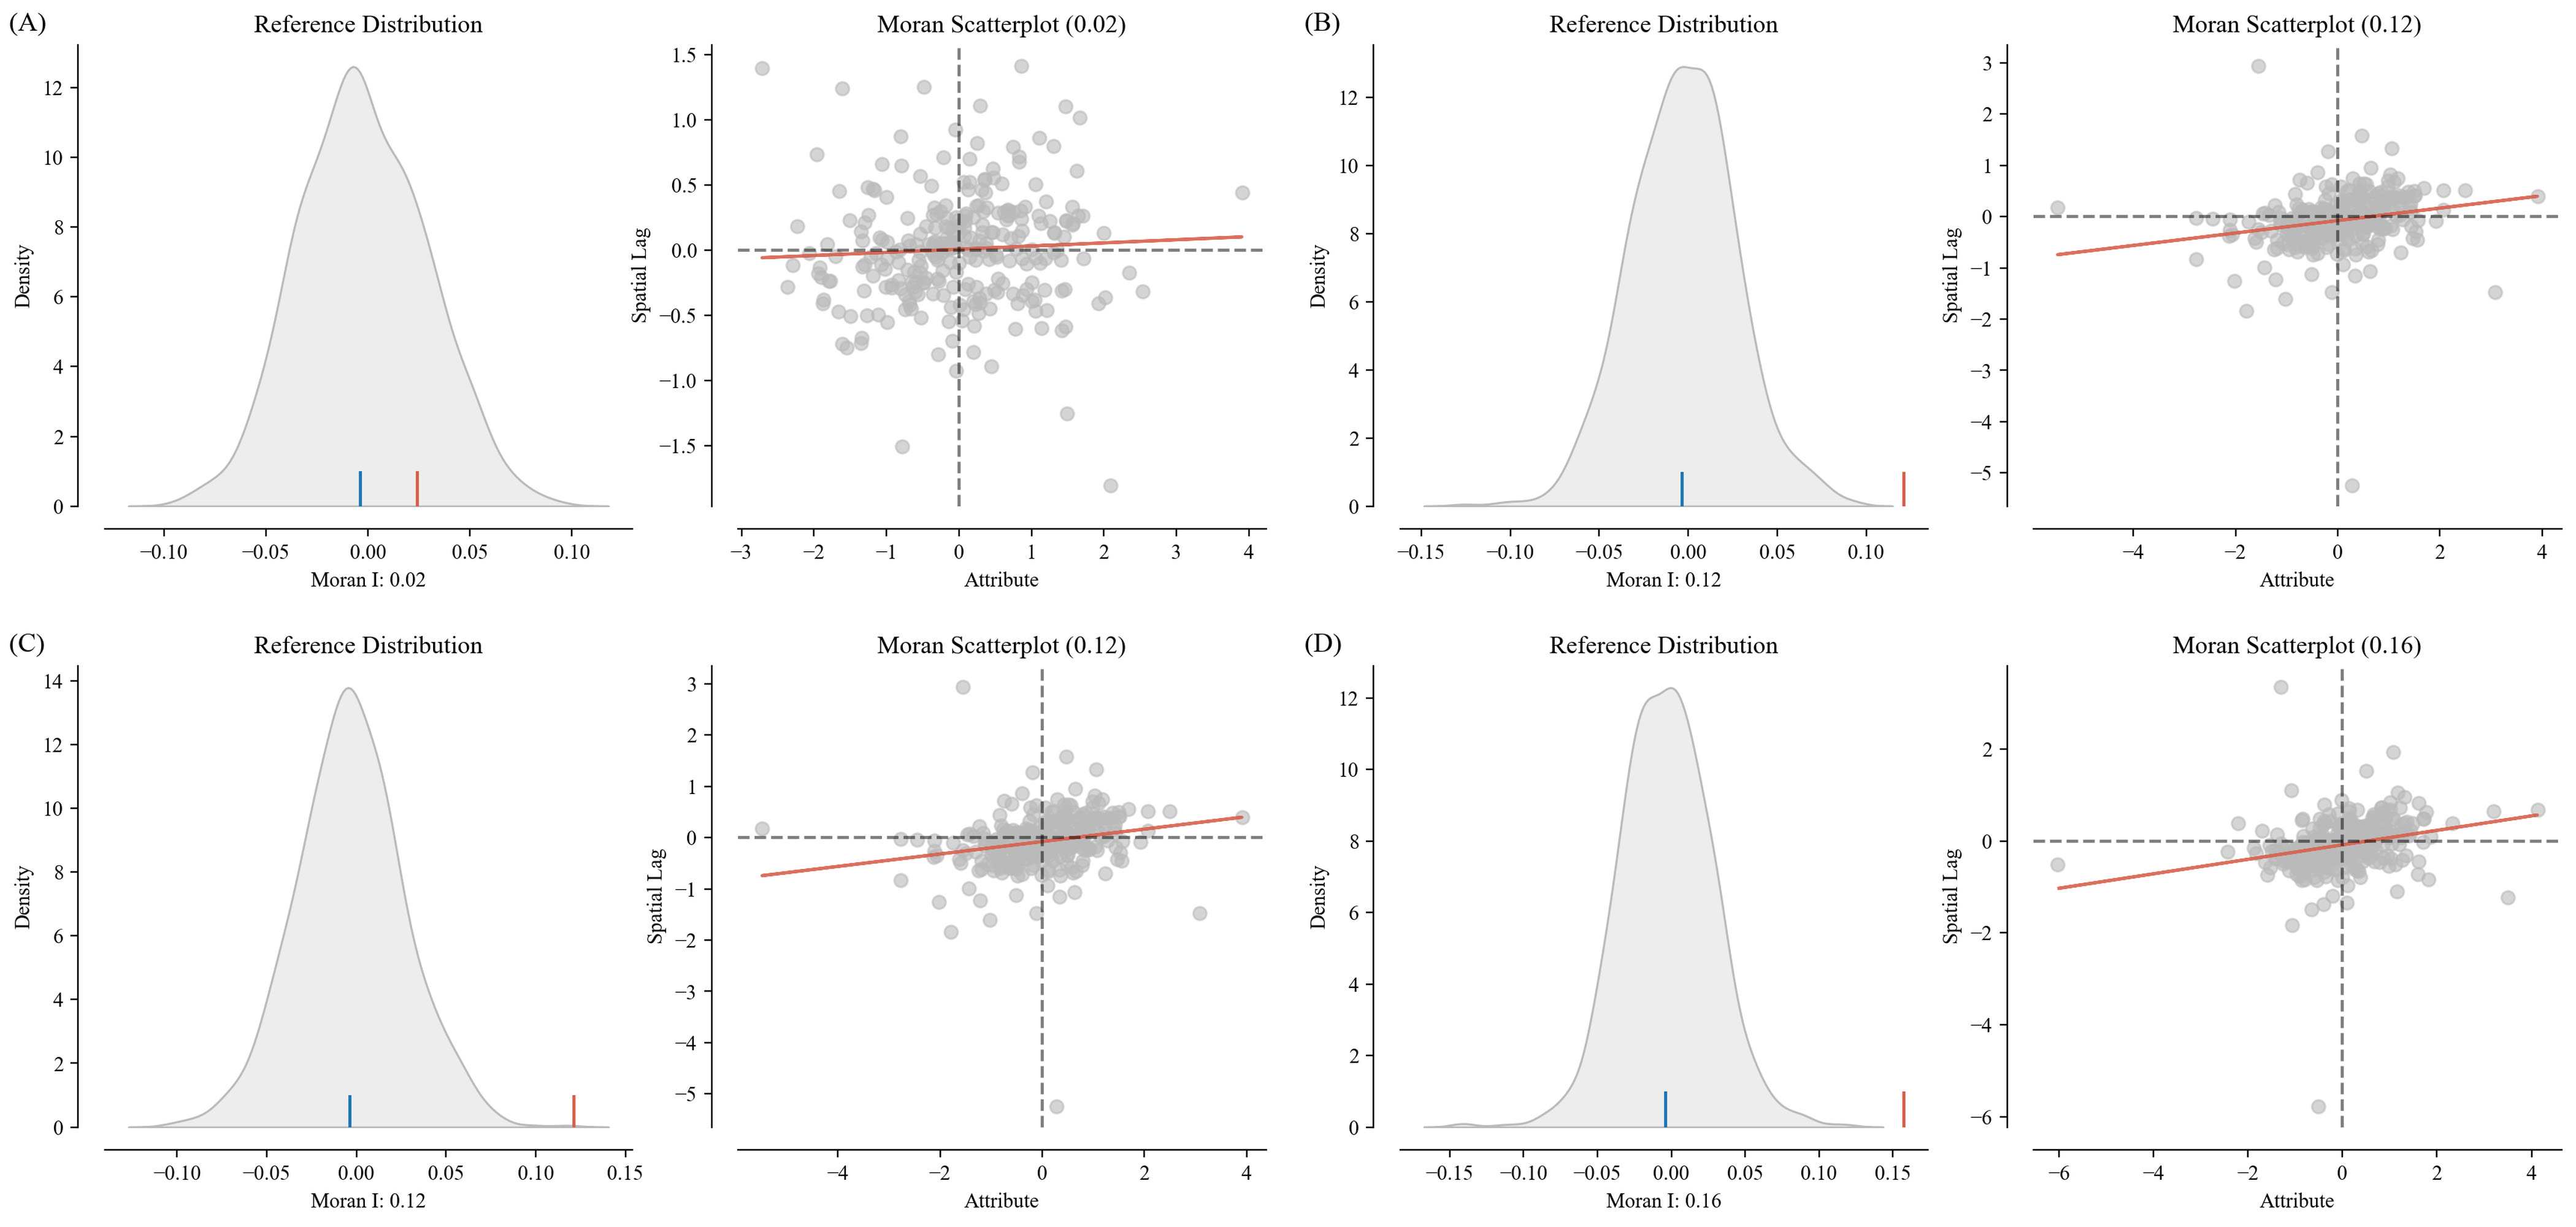 (A)
Reference Distribution
Density
12
10
8
6
4
2
0
−0.10 −0.05 0.00 0.05 0.10
Moran I: 0.02
Moran Scatterplot (0.02)
Spatial Lag
1.5
1.0
0.5
0.0
−0.5
−1.0
−1.5
−3 −2 −1 0 1 2 3 4
Attribute
(B)
Reference Distribution
Density
12
10
8
6
4
2
0
−0.15 −0.10 −0.05 0.00 0.05 0.10
Moran I: 0.12
Moran Scatterplot (0.12)
Spatial Lag
3
2
1
0
−1
−2
−3
−4
−5
−4 −2 0 2 4
Attribute
(C)
Reference Distribution
Density
14
12
10
8
6
4
2
0
−0.10 −0.05 0.00 0.05 0.10 0.15
Moran I: 0.12
Moran Scatterplot (0.12)
Spatial Lag
3
2
1
0
−1
−2
−3
−4
−5
−4 −2 0 2 4
Attribute
(D)
Reference Distribution
Density
12
10
8
6
4
2
0
−0.15 −0.10 −0.05 0.00 0.05 0.10 0.15
Moran I: 0.16
Moran Scatterplot (0.16)
Spatial Lag
2
0
−2
−4
−6
−6 −4 −2 0 2 4
Attribute